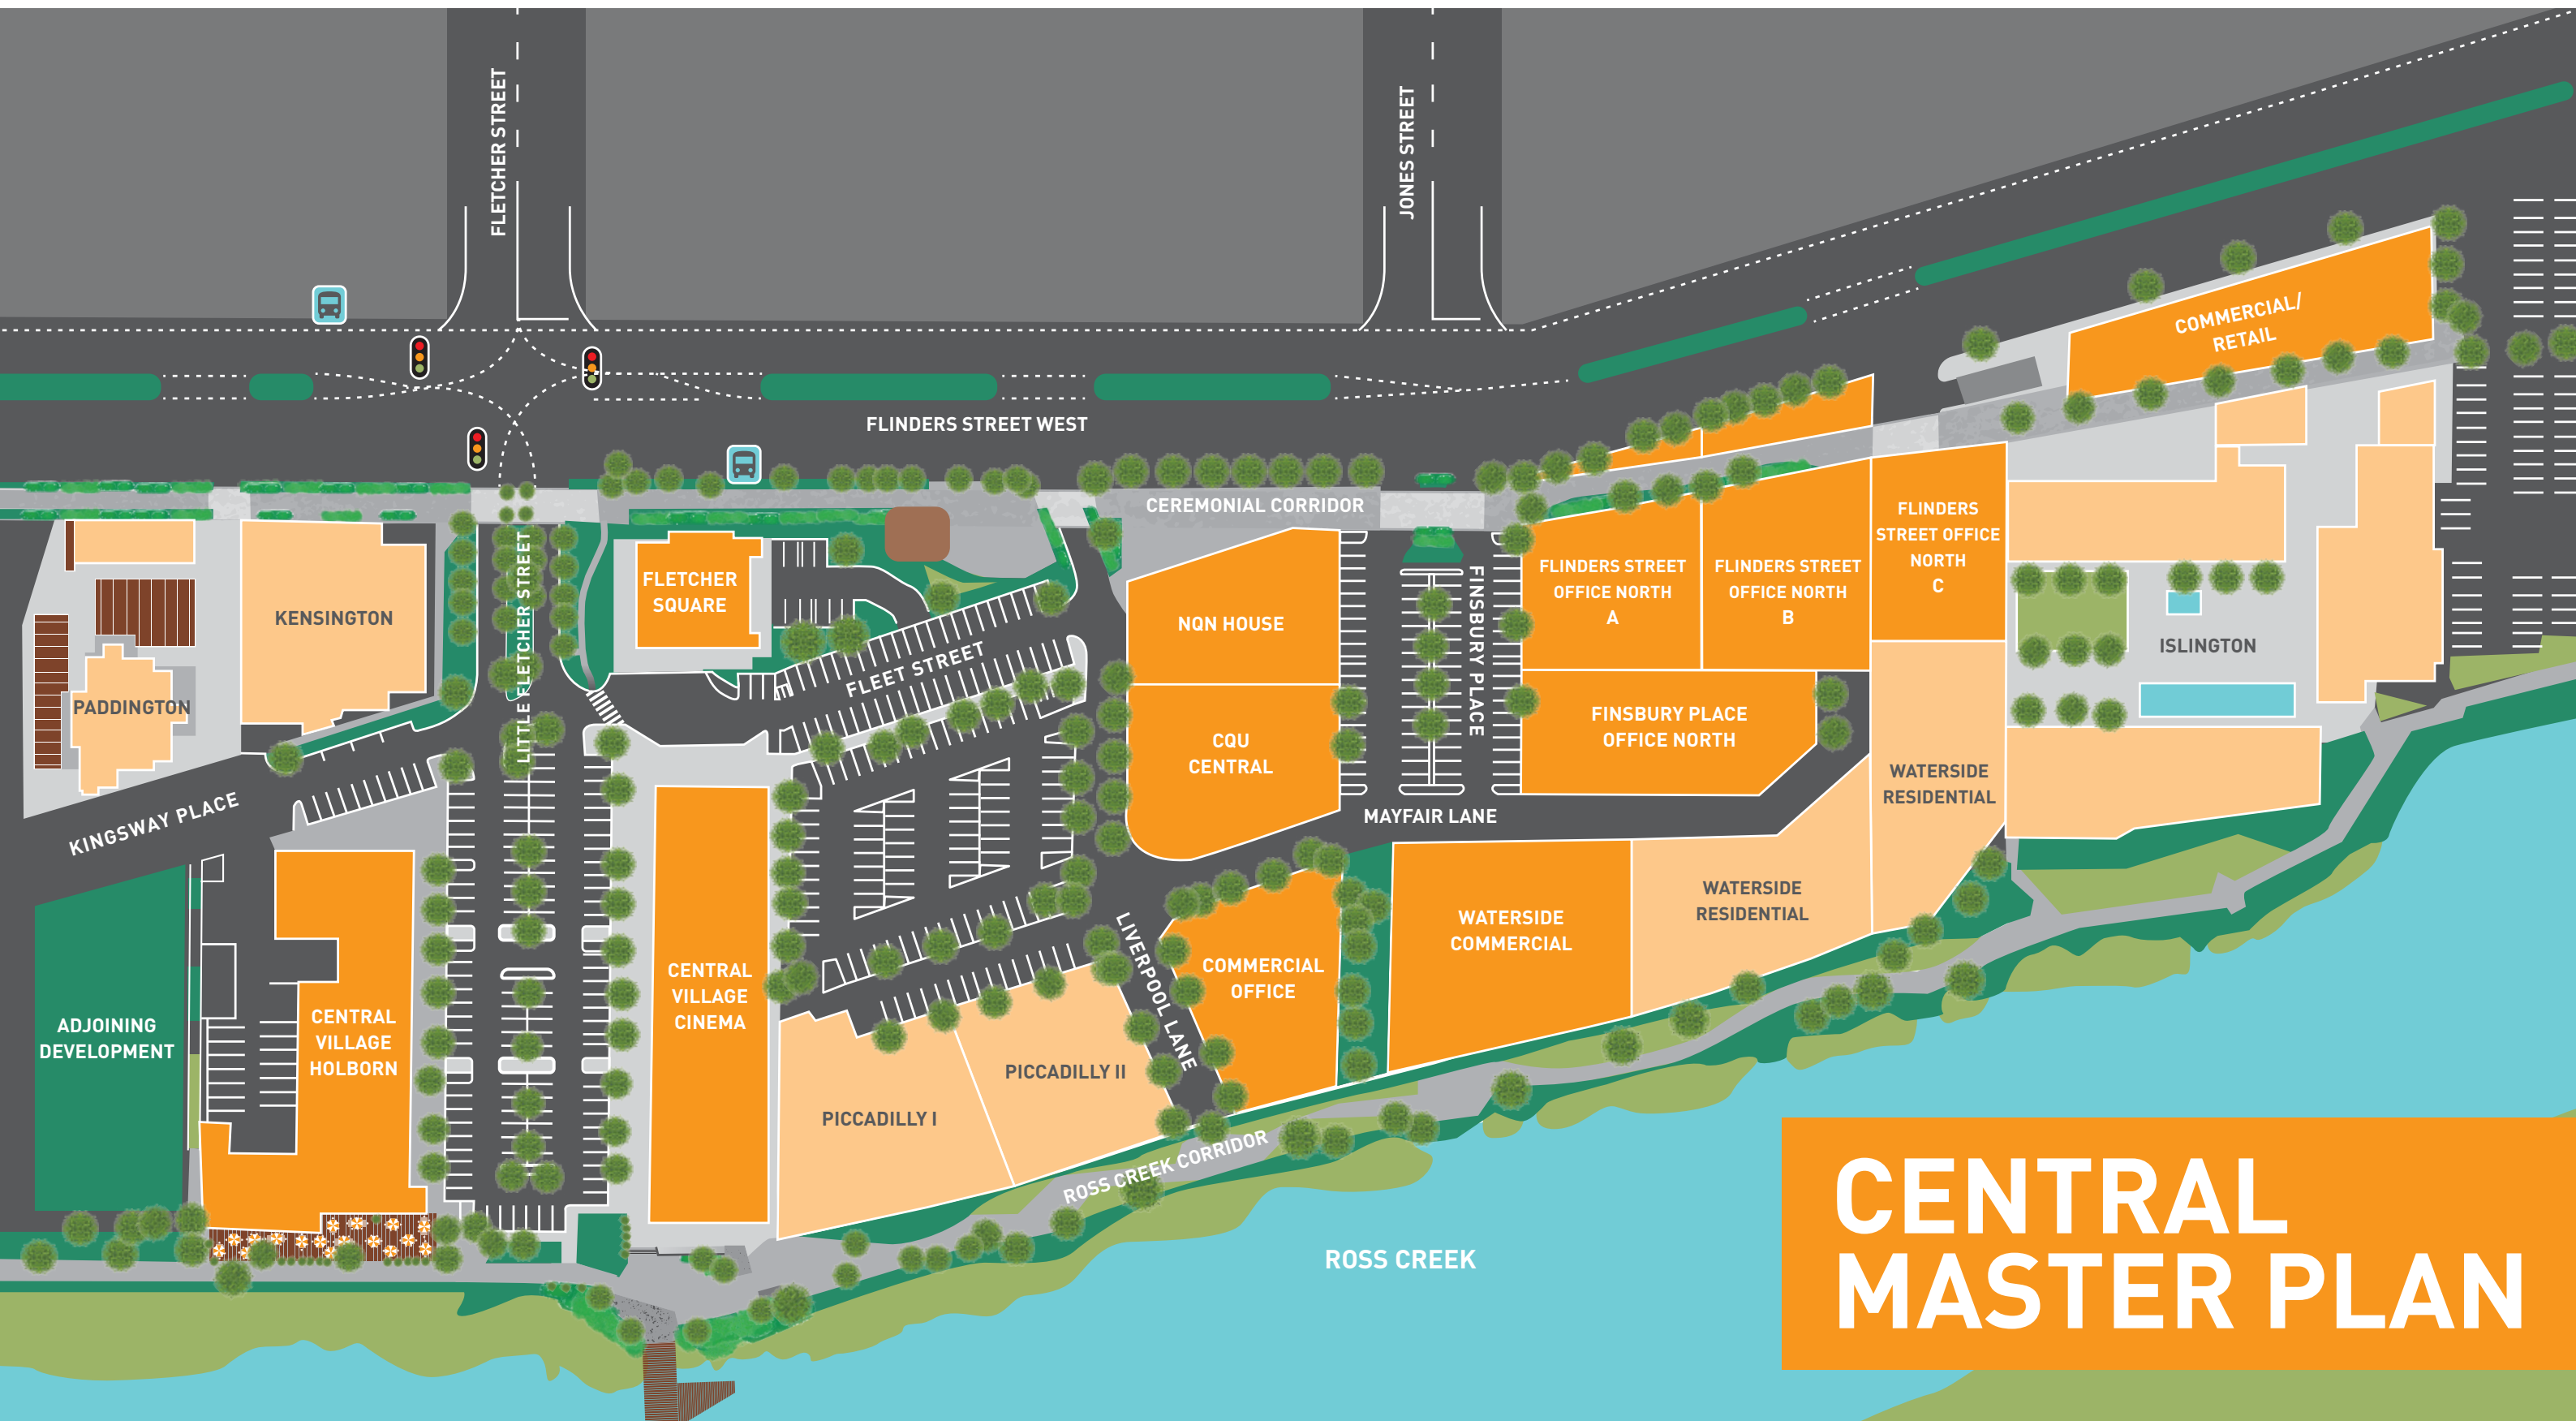 FLETCHER STREET
JONES STREET
COMMERCIAL/
RETAIL
FLINDERS STREET WEST
CEREMONIAL CORRIDOR
FLETCHER
SQUARE
KENSINGTON
LITTLE FLETCHER STREET
PADDINGTON
FLEET STREET
NQN HOUSE
FINSBURY PLACE
FLINDERS STREET
OFFICE NORTH
A
FLINDERS STREET
OFFICE NORTH
B
FLINDERS
STREET OFFICE
NORTH
C
ISLINGTON
CQU
CENTRAL
FINSBURY PLACE
OFFICE NORTH
WATERSIDE
RESIDENTIAL
KINGSWAY PLACE
MAYFAIR LANE
WATERSIDE
COMMERCIAL
WATERSIDE
RESIDENTIAL
LIVERPOOL LANE
COMMERCIAL
OFFICE
CENTRAL
VILLAGE
CINEMA
ADJOINING
DEVELOPMENT
CENTRAL
VILLAGE
HOLBORN
PICCADILLY I
PICCADILLY II
ROSS CREEK CORRIDOR
ROSS CREEK
CENTRAL
MASTER PLAN